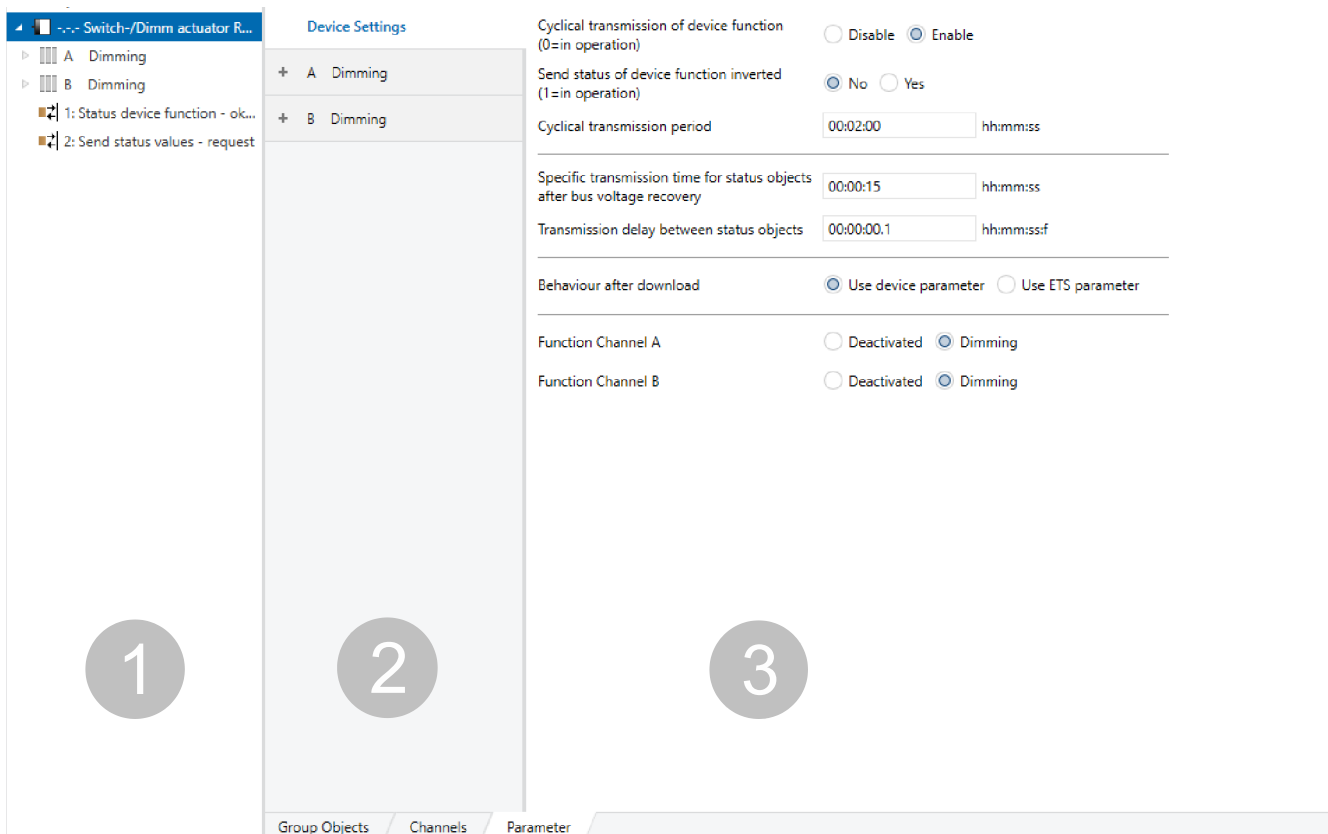 -.-.- Switch-/Dimm actuator R...
A Dimming
B Dimming
1: Status device function - ok...
2: Send status values - request
1
Device Settings
+ A Dimming
+ B Dimming
2
Cyclical transmission of device function
(0=in operation)
Disable Enable
Send status of device function inverted
(1=in operation)
No Yes
Cyclical transmission period 00:02:00 hh:mm:ss
Specific transmission time for status objects
after bus voltage recovery
00:00:15 hh:mm:ss
Transmission delay between status objects 00:00:00.1 hh:mm:ss:f
Behaviour after download Use device parameter Use ETS parameter
Function Channel A Deactivated Dimming
Function Channel B Deactivated Dimming
3
Group Objects Channels Parameter